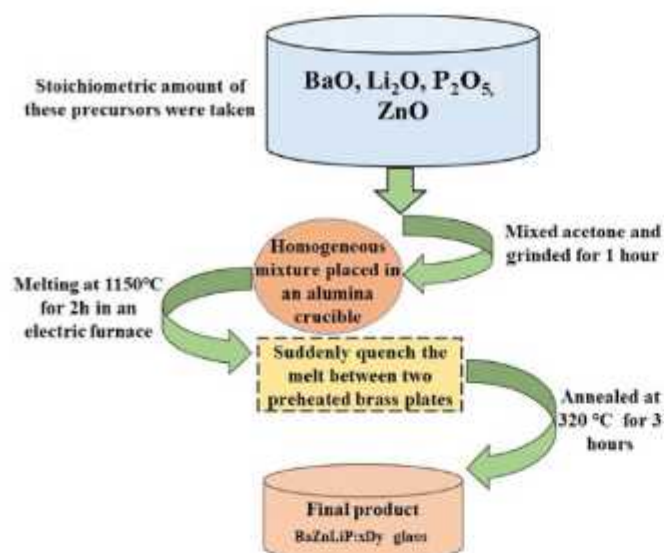 Stoichiometric amount of
these precursors were taken
BaO, Li₂O, P₂O₅,
ZnO
Mixed acetone and
grinded for 1 hour
Homogeneous
mixture placed in
an alumina
crucible
Melting at 1150°C
for 2h in an
electric furnace
Suddenly quench the
melt between two
preheated brass plates
Annealed at
320 °C for 3
hours
Final product
BaZnLiP:xDy glass